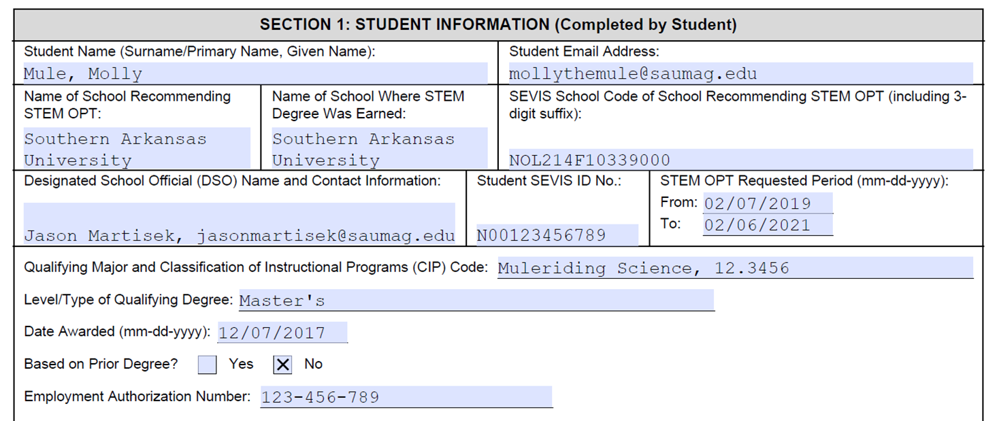 SECTION 1: STUDENT INFORMATION (Completed by Student)
Student Name (Surname/Primary Name, Given Name):
Mule, Molly
Student Email Address:
mollythemule@saumag.edu
Name of School Recommending
STEM OPT:
Southern Arkansas
University
Name of School Where STEM
Degree Was Earned:
Southern Arkansas
University
SEVIS School Code of School Recommending STEM OPT (including 3-
digit suffix):
NOL214F10339000
Designated School Official (DSO) Name and Contact Information:
Jason Martisek, jasonmartisek@saumag.edu
Student SEVIS ID No.:
N00123456789
STEM OPT Requested Period (mm-dd-yyyy):
From: 02/07/2019
To: 02/06/2021
Qualifying Major and Classification of Instructional Programs (CIP) Code: Muleriding Science, 12.3456
Level/Type of Qualifying Degree: Master's
Date Awarded (mm-dd-yyyy): 12/07/2017
Based on Prior Degree? Yes No
Employment Authorization Number: 123-456-789